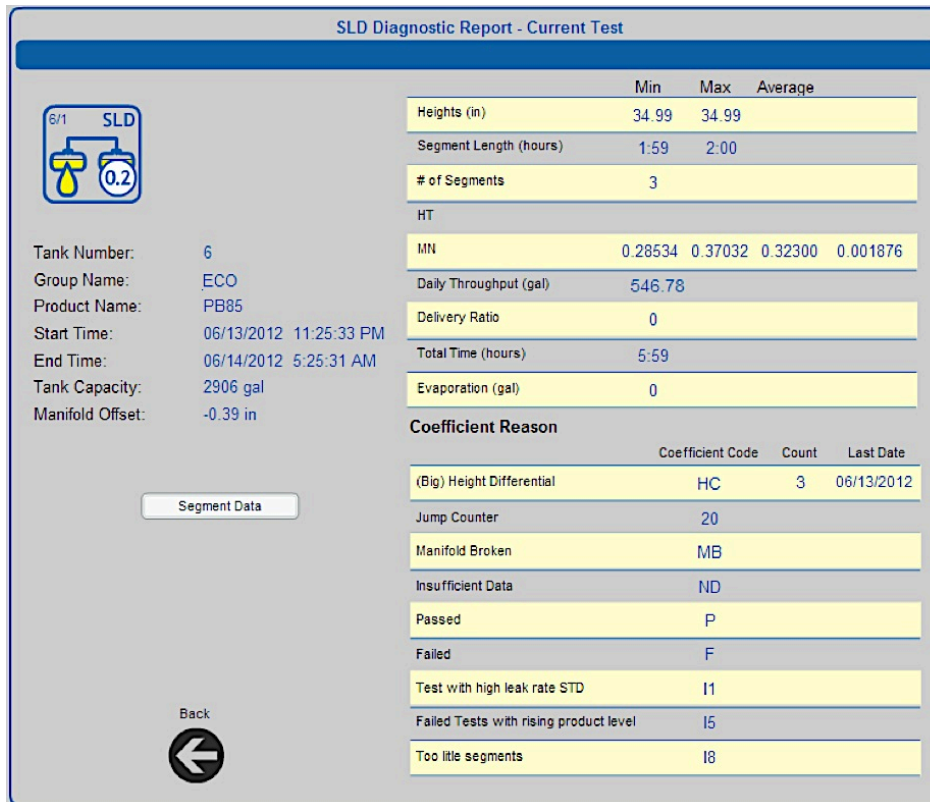 SLD Diagnostic Report - Current Test
6/1 SLD
0.2
Tank Number: 6
Group Name: ECO
Product Name: PB85
Start Time: 06/13/2012 11:25:33 PM
End Time: 06/14/2012 5:25:31 AM
Tank Capacity: 2906 gal
Manifold Offset: -0.39 in
Segment Data
Back
Min Max Average
Heights (in) 34.99 34.99
Segment Length (hours) 1:59 2:00
# of Segments 3
HT
MN 0.28534 0.37032 0.32300 0.001876
Daily Throughput (gal) 546.78
Delivery Ratio 0
Total Time (hours) 5:59
Evaporation (gal) 0
Coefficient Reason
Coefficient Code Count Last Date
(Big) Height Differential HC 3 06/13/2012
Jump Counter 20
Manifold Broken MB
Insufficient Data ND
Passed P
Failed F
Test with high leak rate STD I1
Failed Tests with rising product level I5
Too litle segments I8